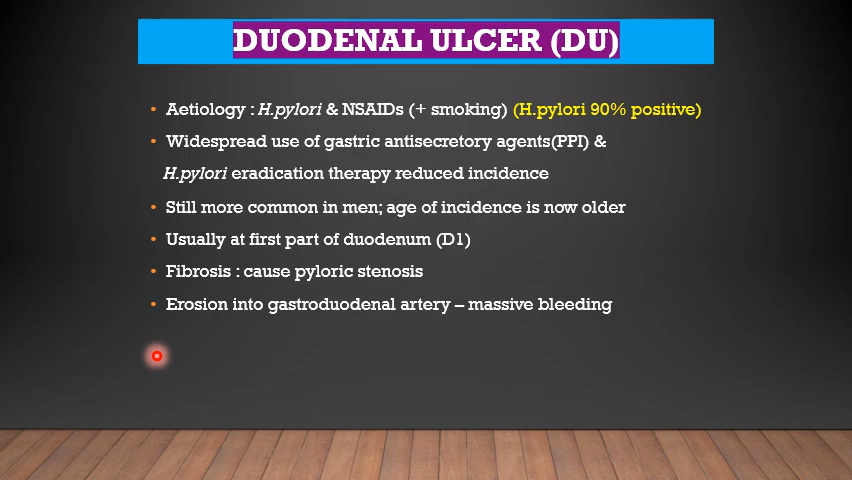 DUODENAL ULCER (DU)
• Aetiology : H.pylori & NSAIDs (+ smoking) (H.pylori 90% positive)
• Widespread use of gastric antisecretory agents(PPI) &
H.pylori eradication therapy reduced incidence
• Still more common in men; age of incidence is now older
• Usually at first part of duodenum (D1)
• Fibrosis : cause pyloric stenosis
• Erosion into gastroduodenal artery – massive bleeding